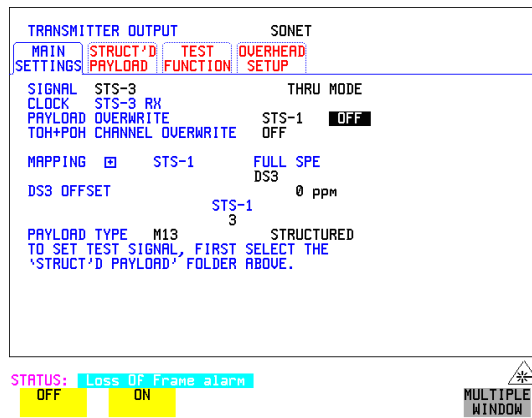 TRANSMITTER OUTPUT SONET
MAIN SETTINGS STRUCT'D PAYLOAD TEST FUNCTION OVERHEAD SETUP
SIGNAL STS-3 THRU MODE
CLOCK STS-3 RX
PAYLOAD OVERWRITE STS-1 OFF
TOH+POH CHANNEL OVERWRITE OFF
MAPPING + STS-1 FULL SPE
DS3
DS3 OFFSET 0 ppm
STS-1
3
PAYLOAD TYPE M13 STRUCTURED
TO SET TEST SIGNAL, FIRST SELECT THE
'STRUCT'D PAYLOAD' FOLDER ABOVE.
STATUS: Loss Of Frame alarm
OFF ON MULTIPLE WINDOW